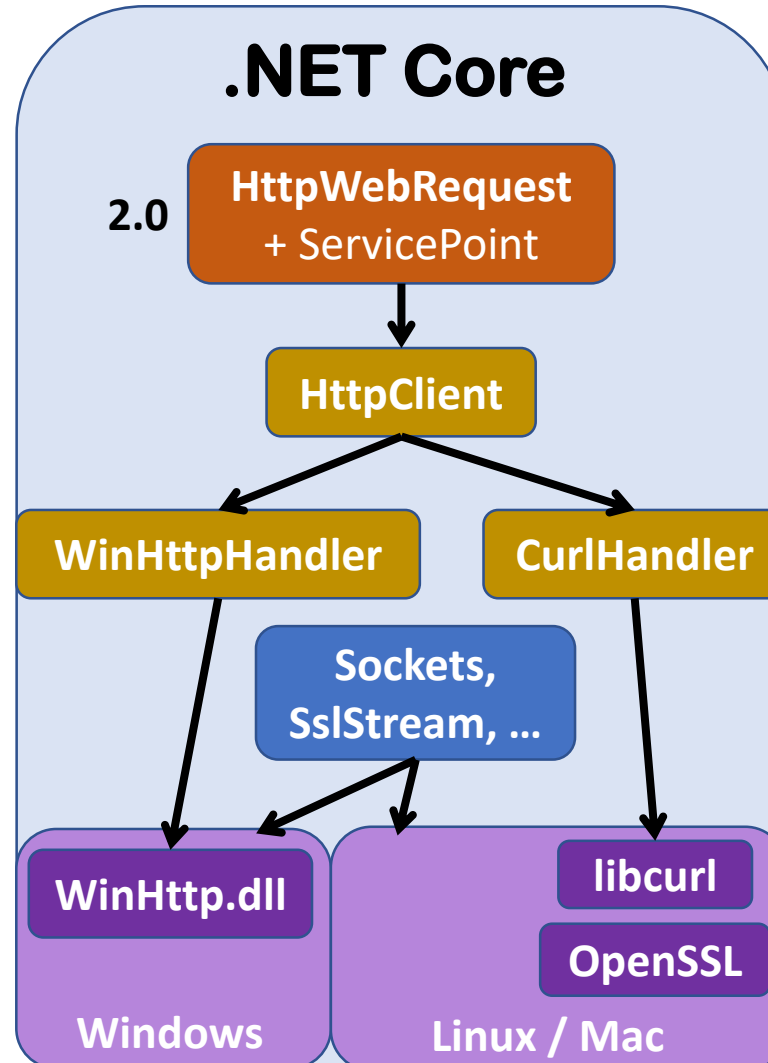 .NET Core
2.0
HttpWebRequest
+ ServicePoint
HttpClient
WinHttpHandler
CurlHandler
Sockets,
SslStream, ...
WinHttp.dll
libcurl
OpenSSL
Windows
Linux / Mac